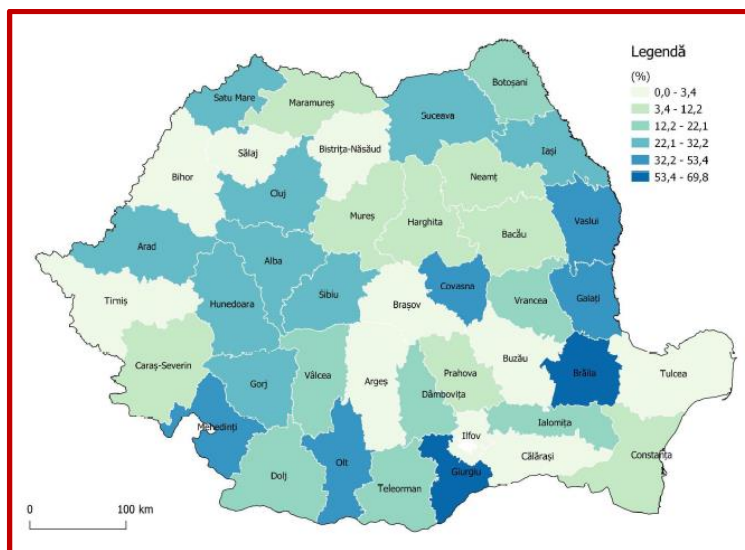 Legendă
(%)
0,0 - 3,4
3,4 - 12,2
12,2 - 22,1
22,1 - 32,2
32,2 - 53,4
53,4 - 69,8
Botoșani
Satu Mare
Maramureș
Suceava
Iași
Sălaj
Bistrița-Năsăud
Bihor
Neamț
Cluj
Vaslui
Mureș
Harghita
Bacău
Arad
Alba
Covasna
Sibiu
Timiș
Hunedoara
Brașov
Vrancea
Galați
Caraș-Severin
Buzău
Brăila
Tulcea
Gorj
Vâlcea
Argeș
Prahova
Dâmbovița
Mehedinți
Ilfov
Ialomița
Călărași
Constanța
Olt
Giurgiu
Dolj
Teleorman
0
100 km